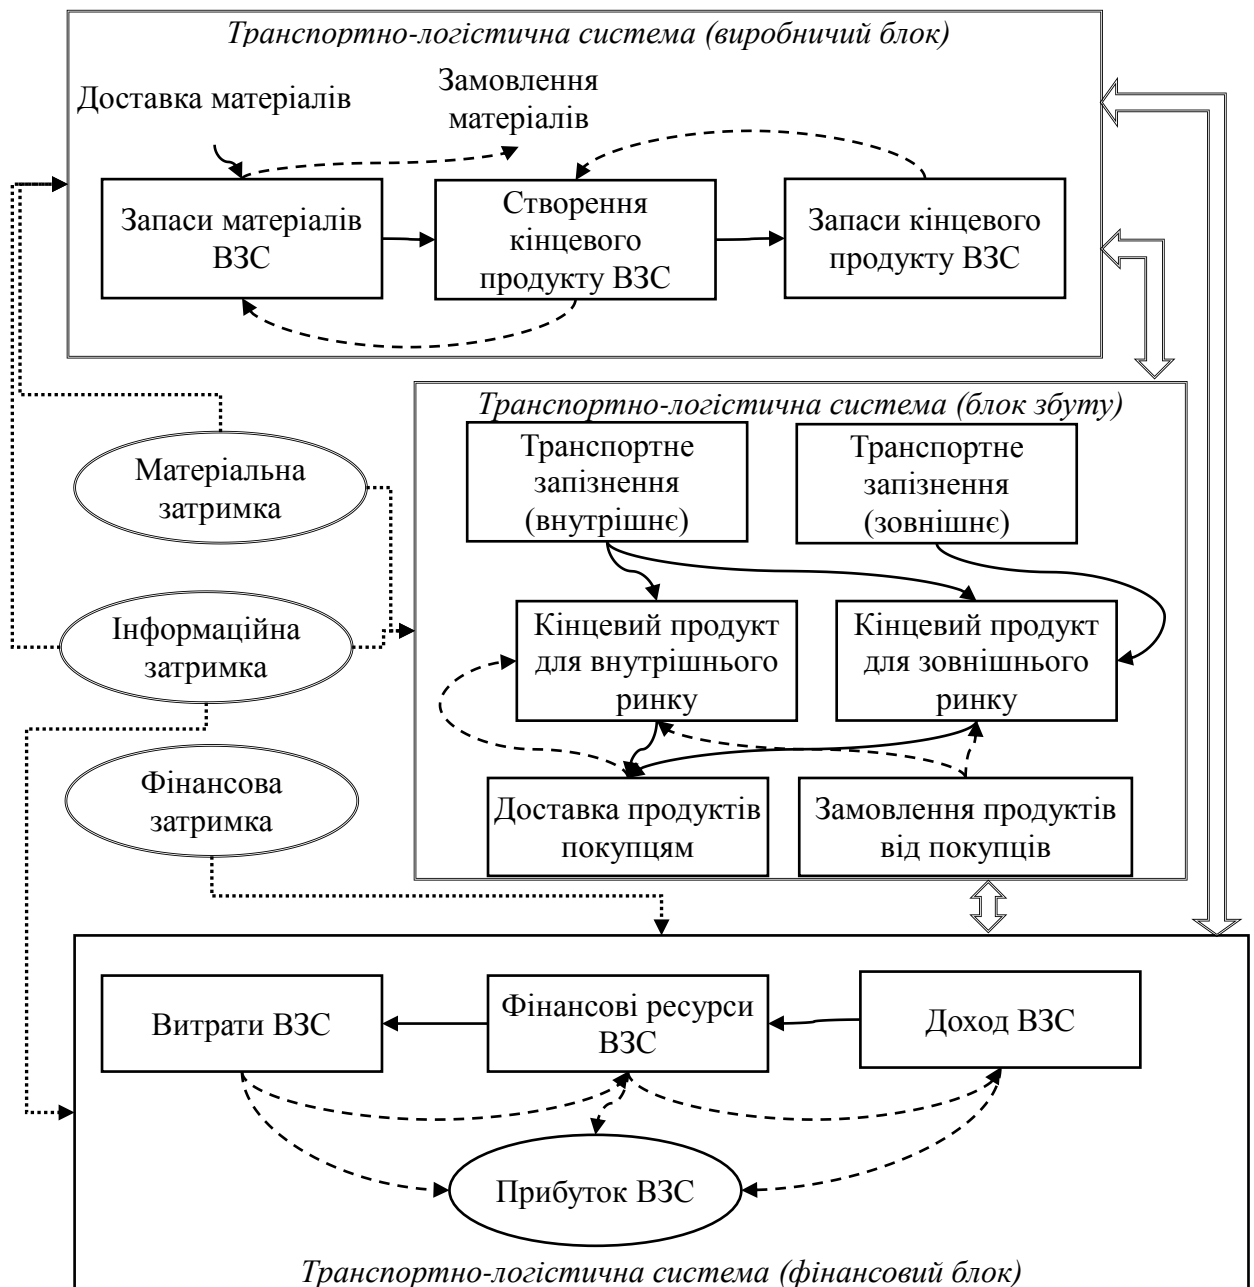 Транспортно-логістична система (виробничий блок)
Доставка матеріалів
Замовлення
матеріалів
Запаси матеріалів
ВЗС
Створення
кінцевого
продукту ВЗС
Запаси кінцевого
продукту ВЗС
Транспортно-логістична система (блок збуту)
Транспортне
запізнення
(внутрішнє)
Транспортне
запізнення
(зовнішнє)
Матеріальна
затримка
Інформаційна
затримка
Кінцевий продукт
для внутрішнього
ринку
Кінцевий продукт
для зовнішнього
ринку
Фінансова
затримка
Доставка продуктів
покупцям
Замовлення продуктів
від покупців
Витрати ВЗС
Фінансові ресурси
ВЗС
Доход ВЗС
Прибуток ВЗС
Транспортно-логістична система (фінансовий блок)